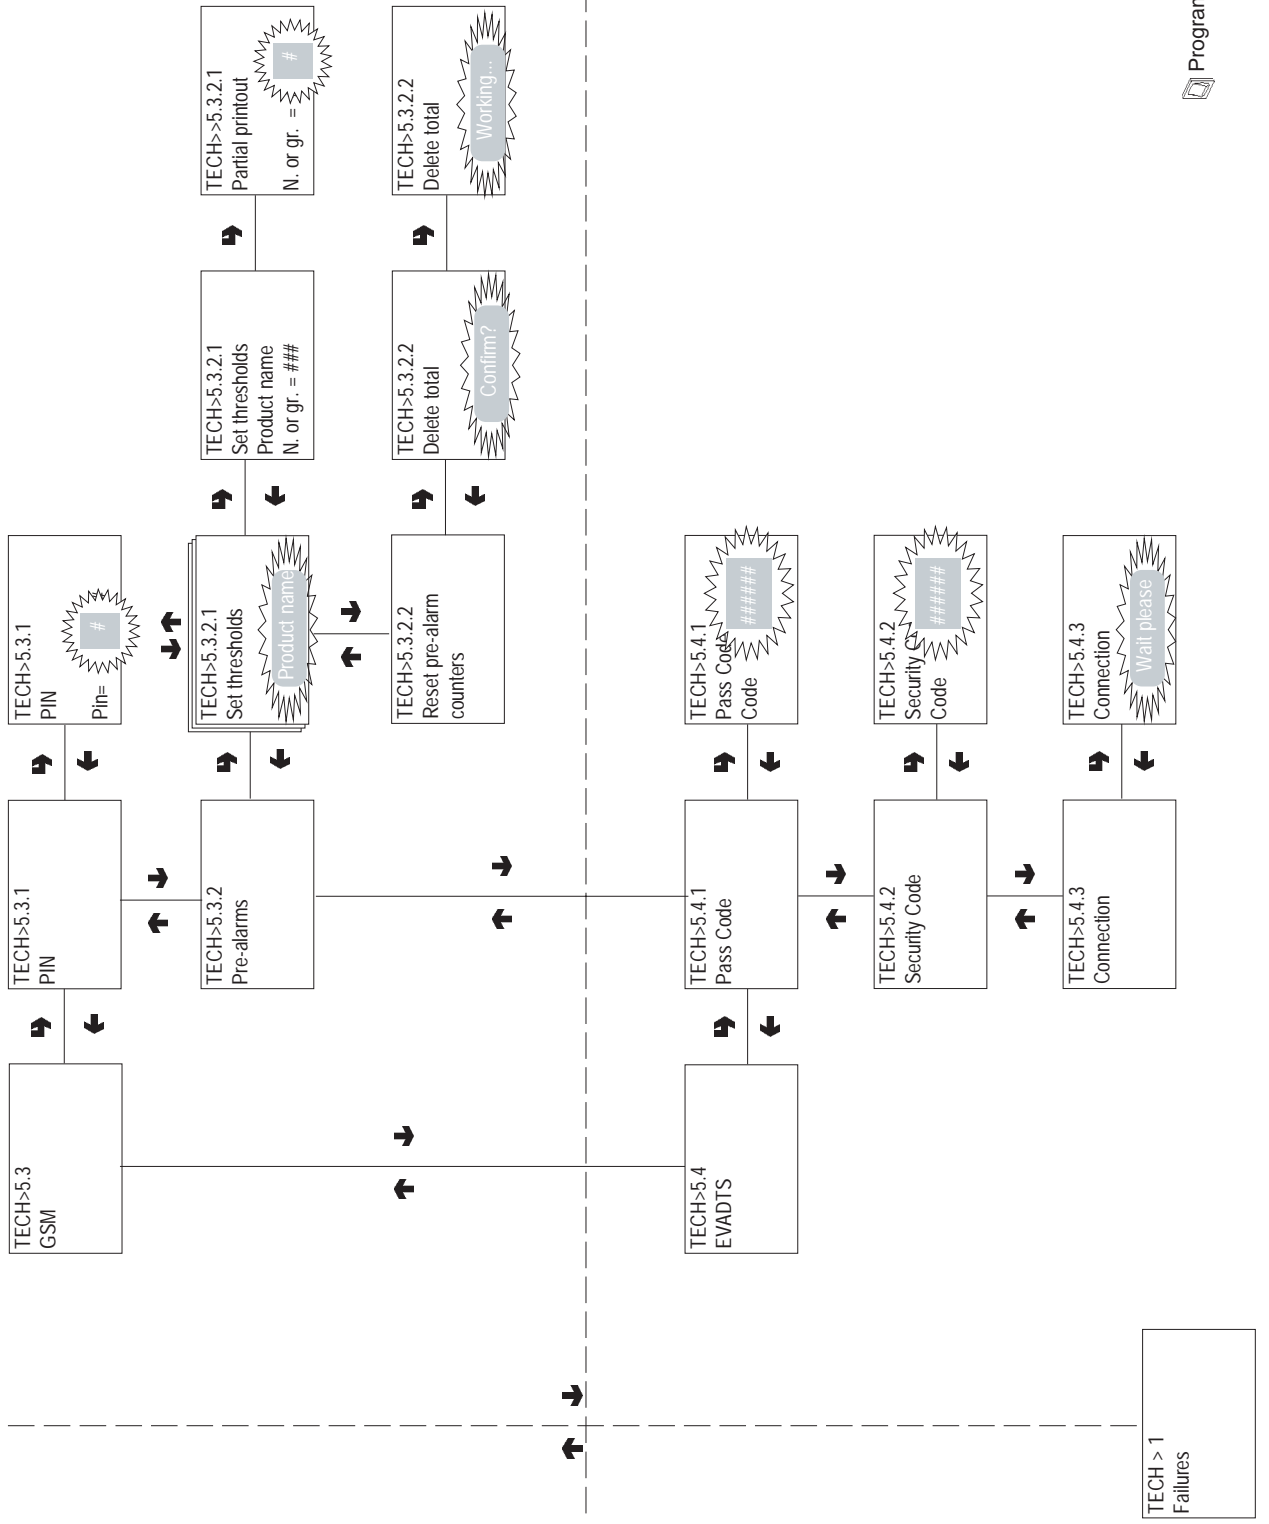 TECH>5.3
GSM
TECH>5.3.1
PIN
TECH>5.3.1
PIN
Pin=
#
TECH>5.3.2
Pre-alarms
TECH>5.3.2.1
Set thresholds
Product name
TECH>5.3.2.1
Set thresholds
Product name
N. or gr. = ###
TECH>>5.3.2.1
Partial printout
N. or gr. =
#
TECH>5.3.2.2
Reset pre-alarm
counters
TECH>5.3.2.2
Delete total
Confirm?
TECH>5.3.2.2
Delete total
Working...
TECH>5.4
EVADTS
TECH>5.4.1
Pass Code
TECH>5.4.1
Pass Code
Code
######
TECH>5.4.2
Security Code
TECH>5.4.2
Security C
Code
######
TECH>5.4.3
Connection
TECH>5.4.3
Connection
Wait please
TECH > 1
Failures
Program